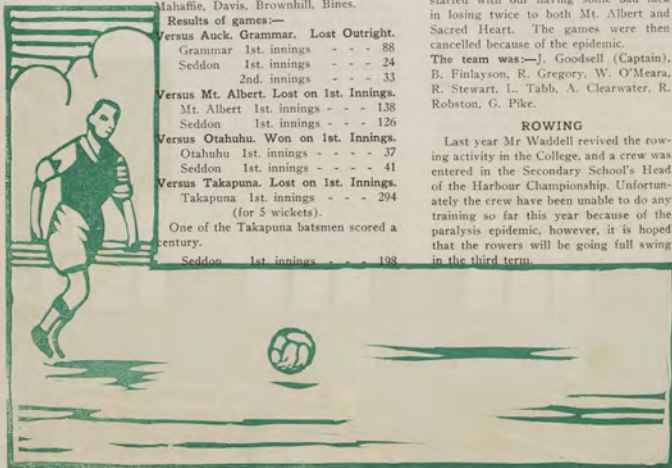 Mahaffie, Davis, Brownhill, Bines.
Results of games:—
Versus Auck. Grammar. Lost Outright.
Grammar 1st. innings - - - 88
Seddon 1st. innings - - - 24
2nd. innings - - - 33
Versus Mt. Albert. Lost on 1st. Innings.
Mt. Albert 1st. innings - - - 138
Seddon 1st. innings - - - 126
Versus Otahuhu. Won on 1st. Innings.
Otahuhu 1st. innings - - - - 37
Seddon 1st. innings - - - - 41
Versus Takapuna. Lost on 1st. Innings.
Takapuna 1st. innings - - - 294
(for 5 wickets).
One of the Takapuna batsmen scored a
century.
Seddon 1st. innings - - - 198
started with our having some bad luck
in losing twice to both Mt. Albert and
Sacred Heart. The games were then
cancelled because of the epidemic.
The team was:—J. Goodsell (Captain),
B. Finlayson, R. Gregory, W. O'Meara,
R. Stewart, L. Tabb, A. Clearwater, R.
Robston, G. Pike.
ROWING
Last year Mr Waddell revived the row-
ing activity in the College, and a crew was
entered in the Secondary School's Head
of the Harbour Championship. Unfortun-
ately the crew have been unable to do any
training so far this year because of the
paralysis epidemic, however, it is hoped
that the rowers will be going full swing
in the third term.